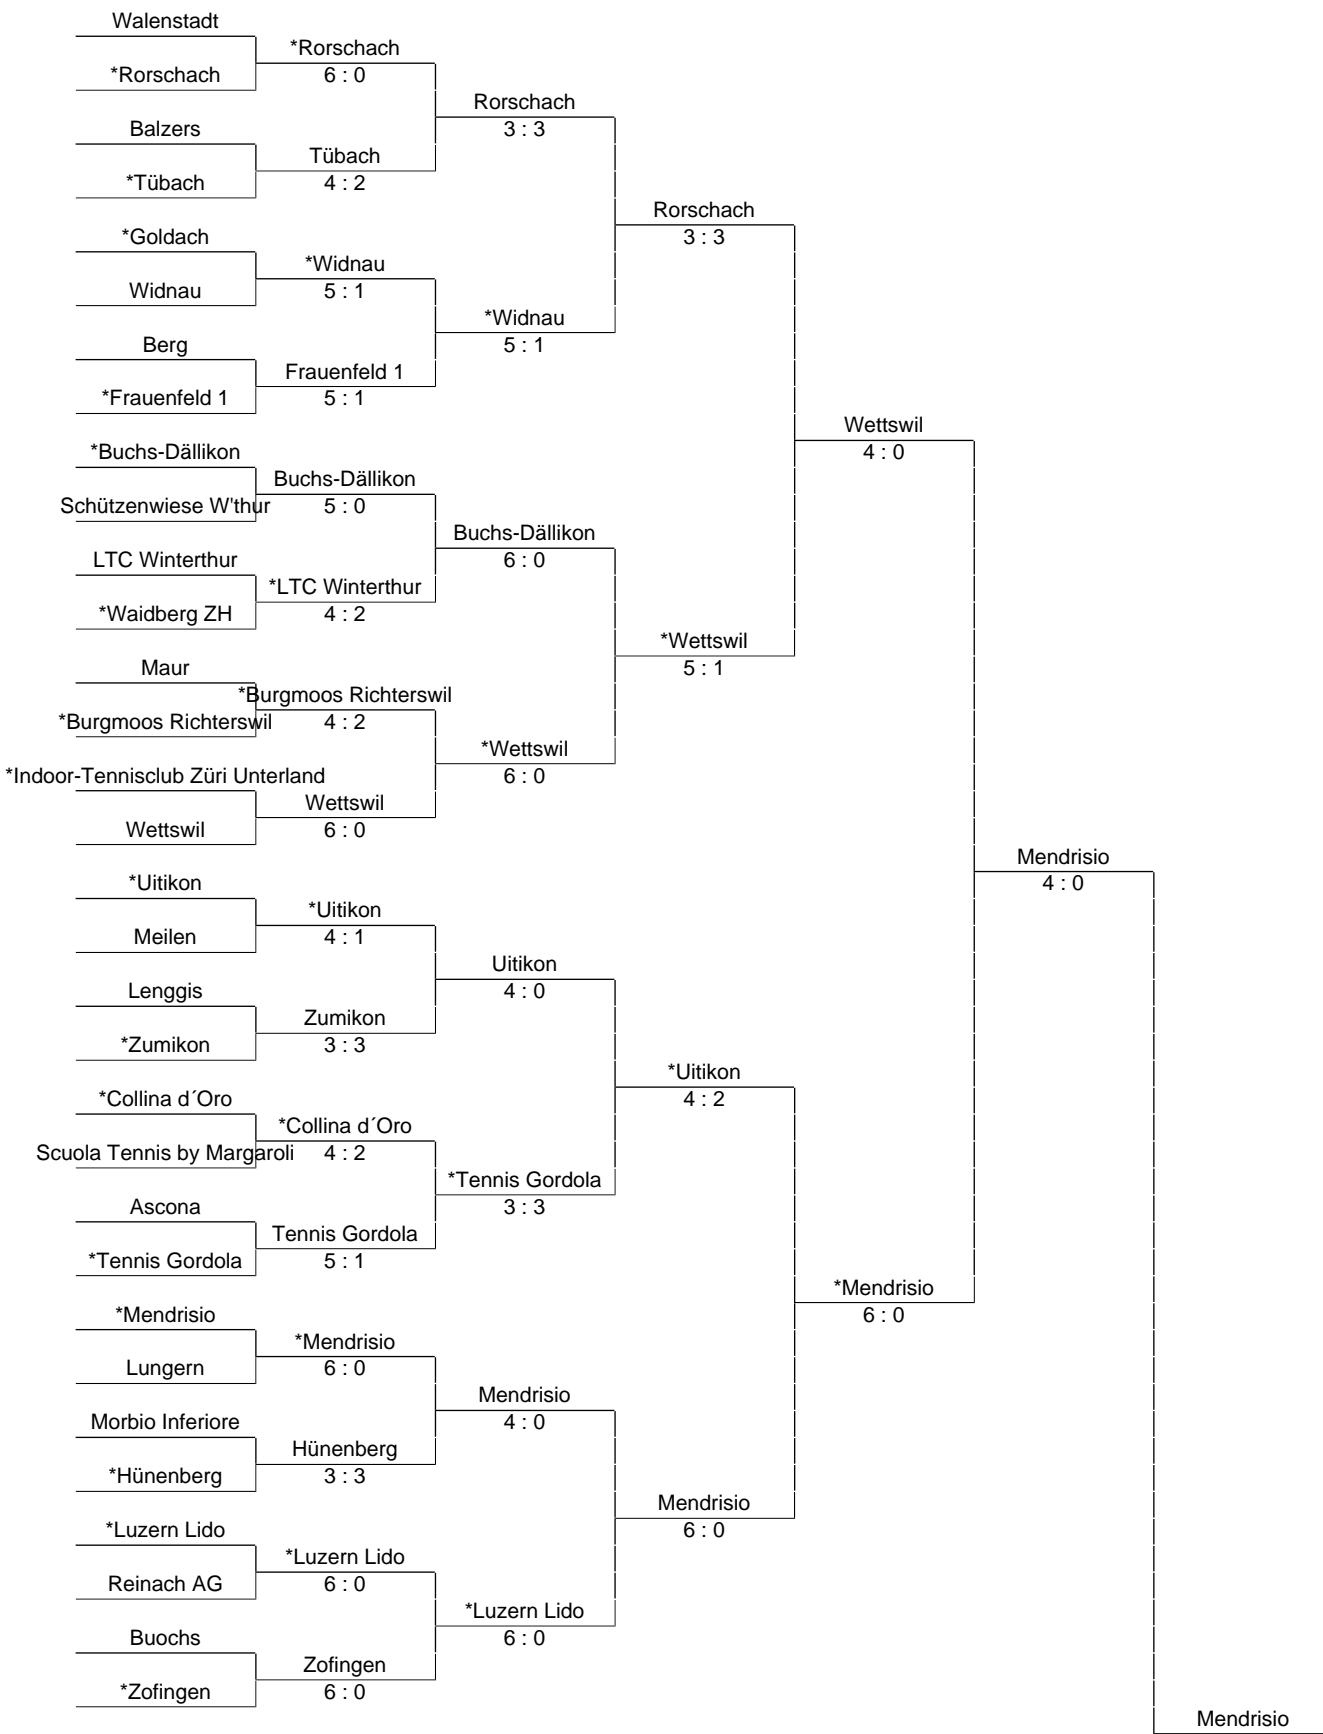 Walenstadt
*Rorschach
*Rorschach
6 : 0
Rorschach
3 : 3
Balzers
Tübach
*Tübach
4 : 2
Rorschach
3 : 3
*Goldach
*Widnau
Widnau
5 : 1
*Widnau
5 : 1
Berg
Frauenfeld 1
*Frauenfeld 1
5 : 1
Wettswil
4 : 0
*Buchs-Dällikon
Buchs-Dällikon
Schützenwiese W'thur
5 : 0
Buchs-Dällikon
6 : 0
LTC Winterthur
*LTC Winterthur
*Waidberg ZH
4 : 2
*Wettswil
5 : 1
Maur
*Burgmoos Richterswil
*Burgmoos Richterswil
4 : 2
*Wettswil
6 : 0
*Indoor-Tennisclub Züri Unterland
Wettswil
Wettswil
6 : 0
Mendrisio
4 : 0
*Uitikon
*Uitikon
Meilen
4 : 1
Uitikon
4 : 0
Lenggis
Zumikon
*Zumikon
3 : 3
*Uitikon
4 : 2
*Collina d´Oro
*Collina d´Oro
Scuola Tennis by Margaroli
4 : 2
*Tennis Gordola
3 : 3
Ascona
Tennis Gordola
*Tennis Gordola
5 : 1
*Mendrisio
6 : 0
*Mendrisio
*Mendrisio
Lungern
6 : 0
Mendrisio
4 : 0
Morbio Inferiore
Hünenberg
*Hünenberg
3 : 3
Mendrisio
6 : 0
*Luzern Lido
*Luzern Lido
Reinach AG
6 : 0
*Luzern Lido
6 : 0
Buochs
Zofingen
*Zofingen
6 : 0
Mendrisio